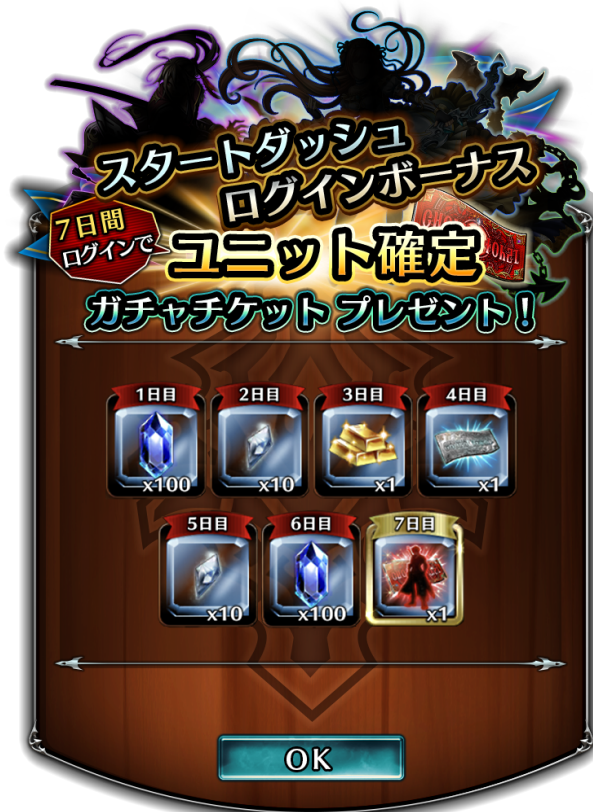 スタートダッシュ
ログインボーナス
7日間
ログインで
ユニット確定
ガチャチケット プレゼント！
1日目
2日目
3日目
4日目
x100
x10
x1
x1
5日目
6日目
7日目
x10
x100
x1
OK